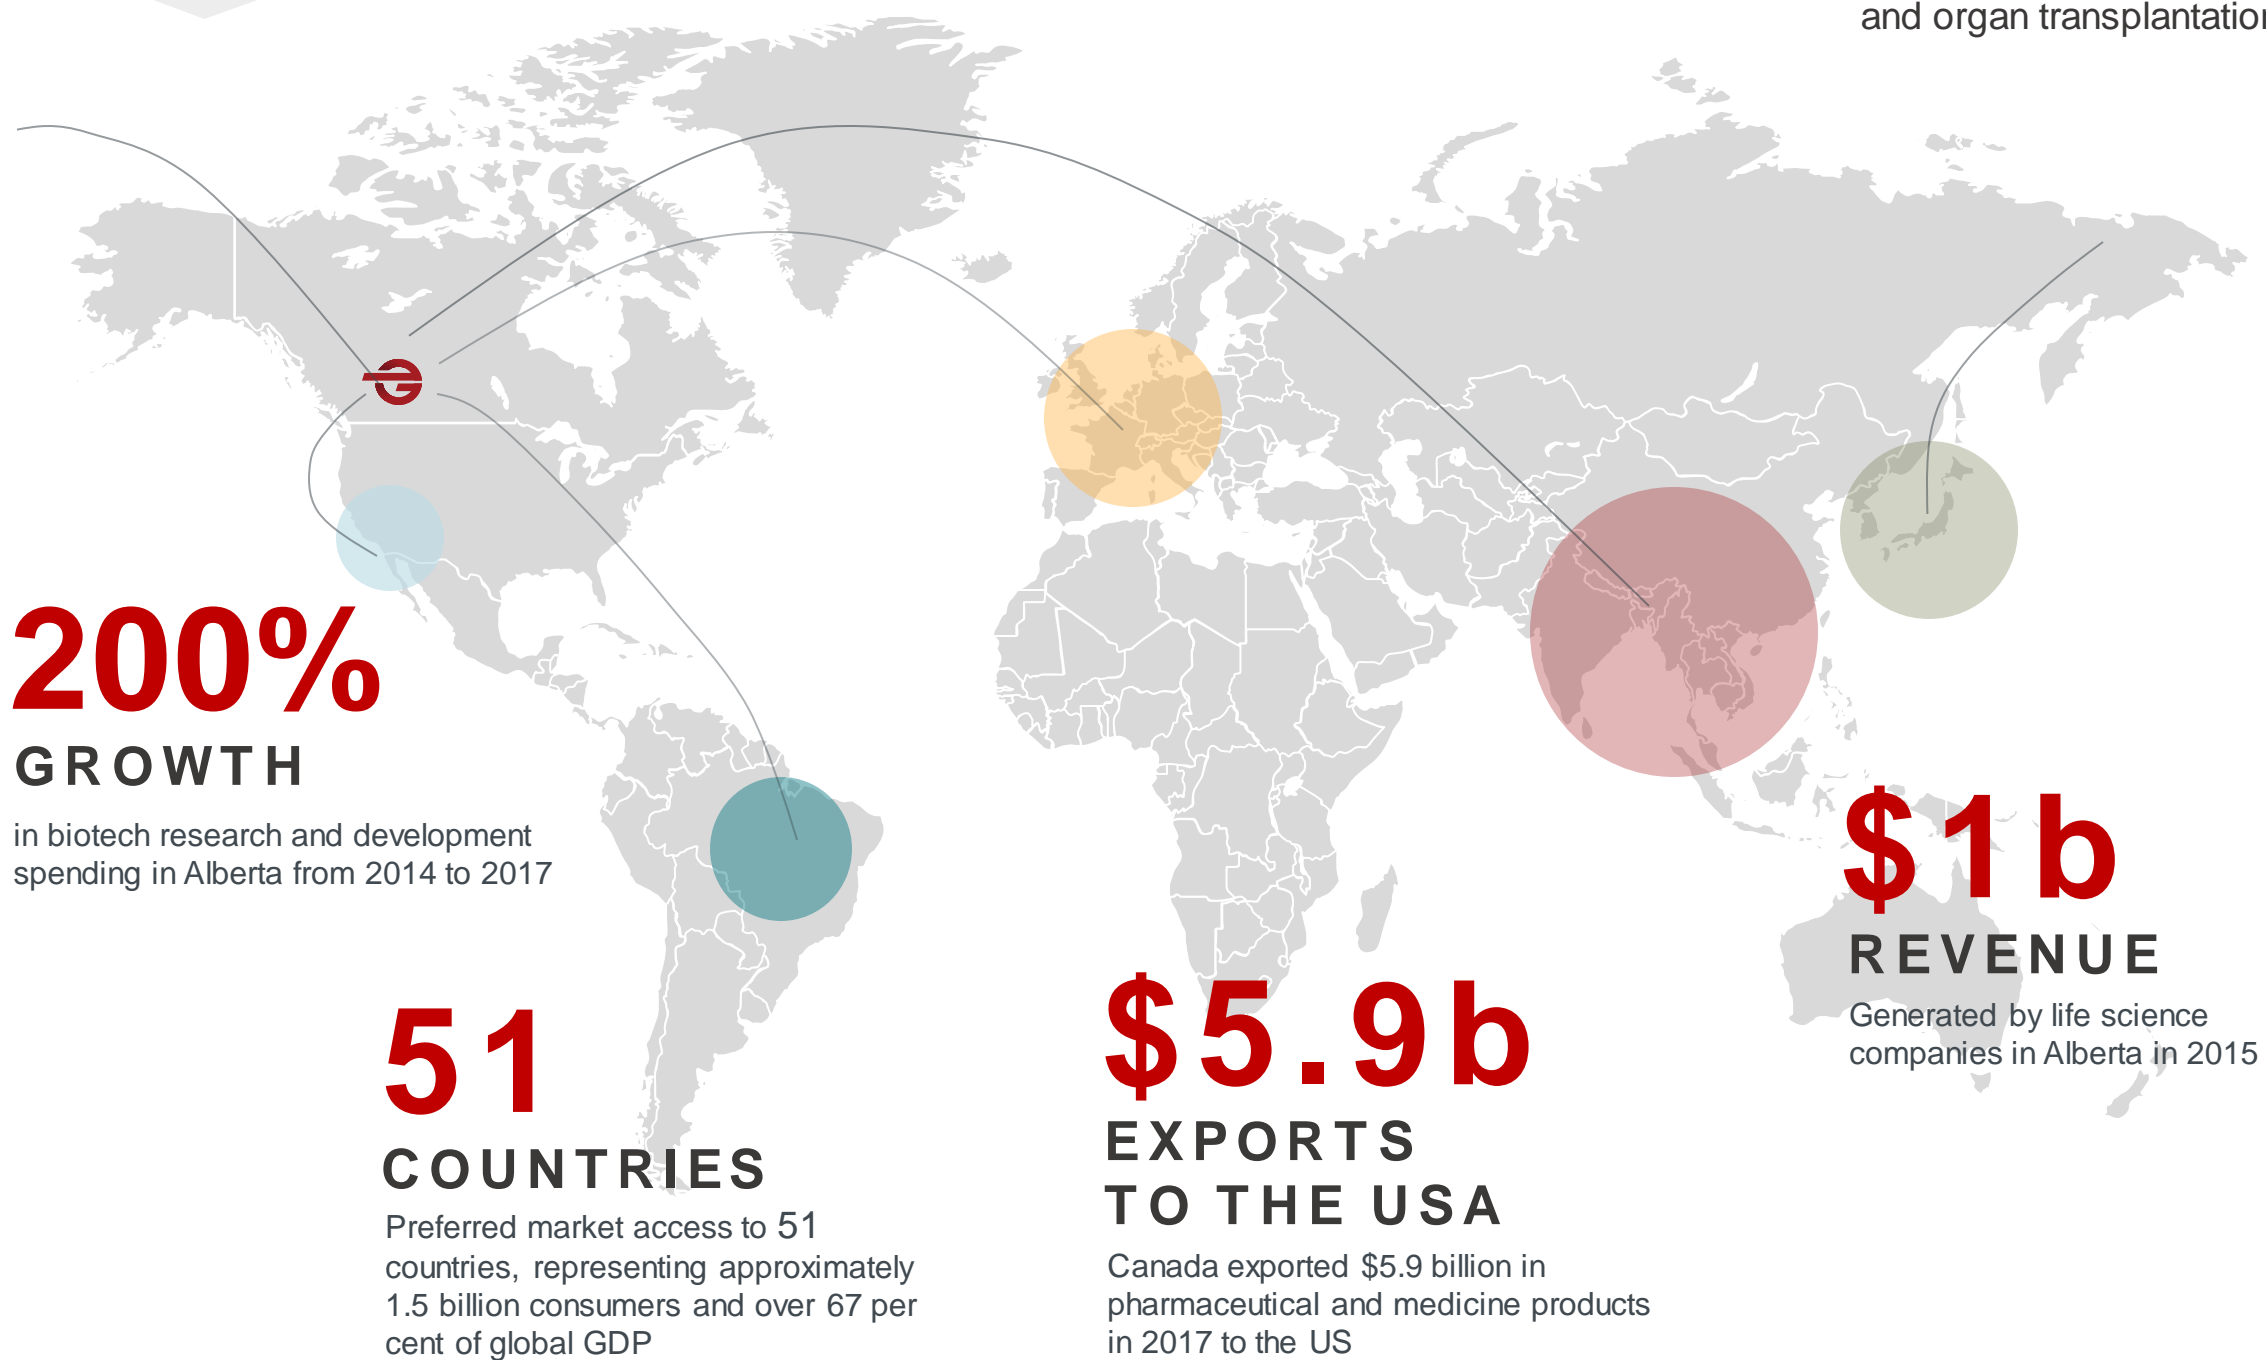 and organ transplantation
200%
GROWTH
in biotech research and development
spending in Alberta from 2014 to 2017
$1b
REVENUE
Generated by life science
companies in Alberta in 2015
51
COUNTRIES
Preferred market access to 51
countries, representing approximately
1.5 billion consumers and over 67 per
cent of global GDP
$5.9b
EXPORTS
TO THE USA
Canada exported $5.9 billion in
pharmaceutical and medicine products
in 2017 to the US